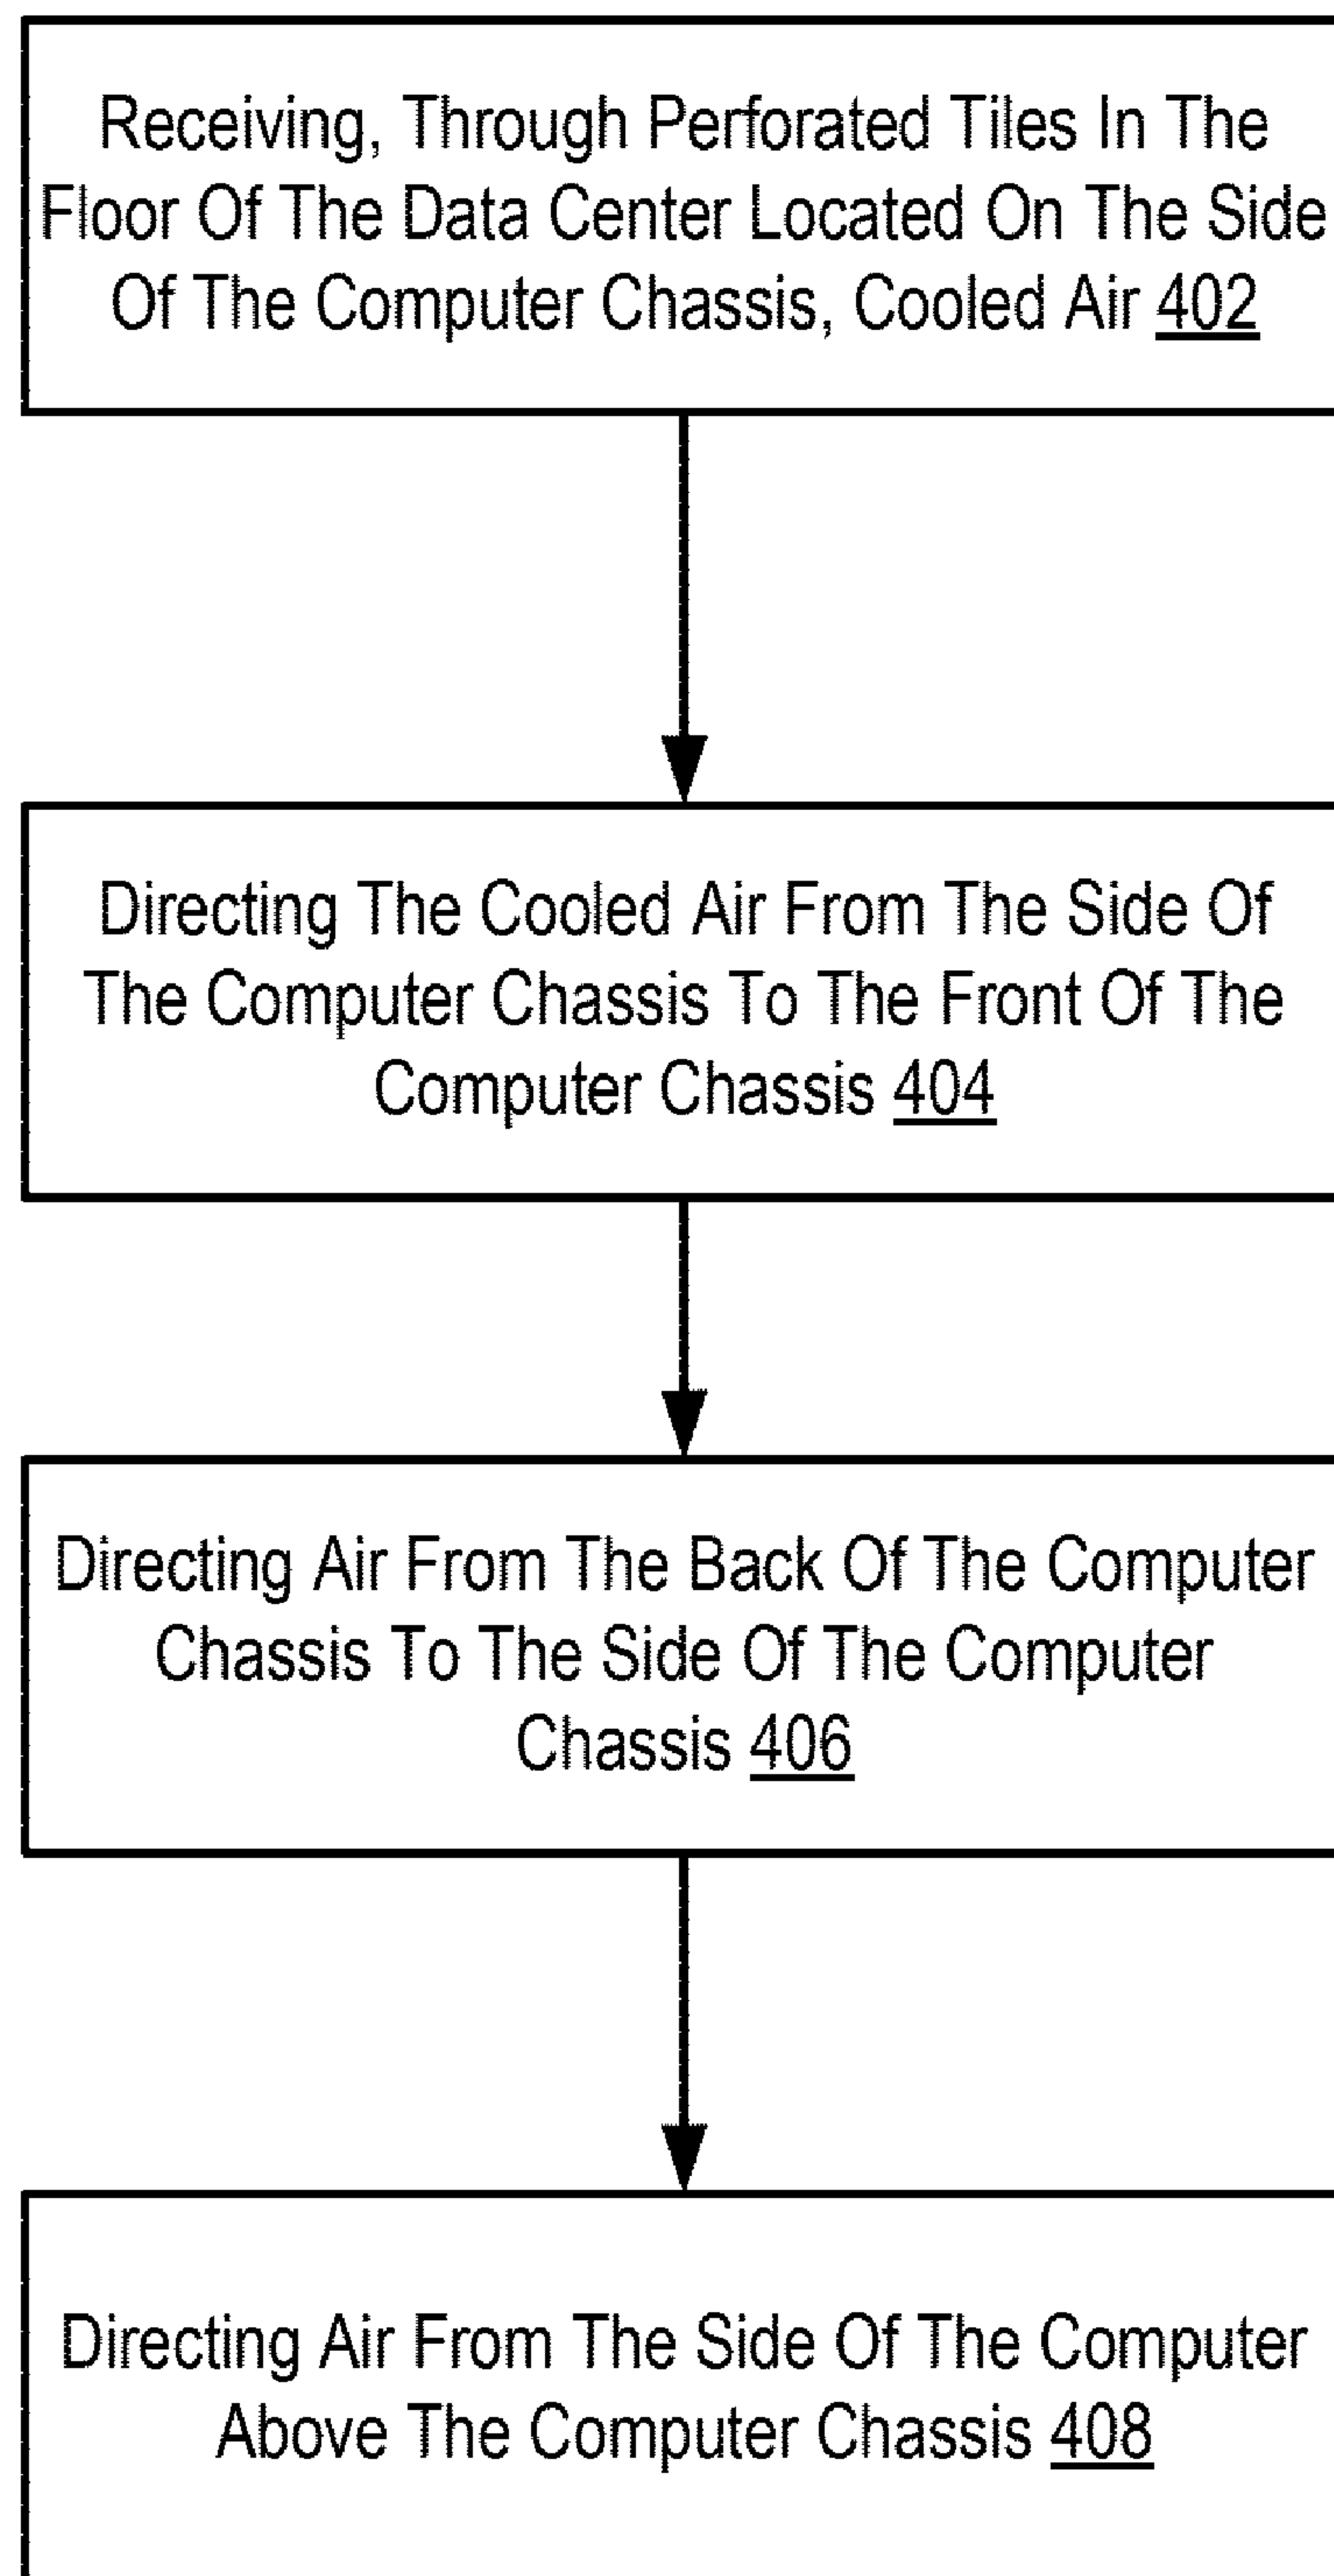 Receiving, Through Perforated Tiles In The
Floor Of The Data Center Located On The Side
Of The Computer Chassis, Cooled Air 402
Directing The Cooled Air From The Side Of
The Computer Chassis To The Front Of The
Computer Chassis 404
Directing Air From The Back Of The Computer
Chassis To The Side Of The Computer
Chassis 406
Directing Air From The Side Of The Computer
Above The Computer Chassis 408